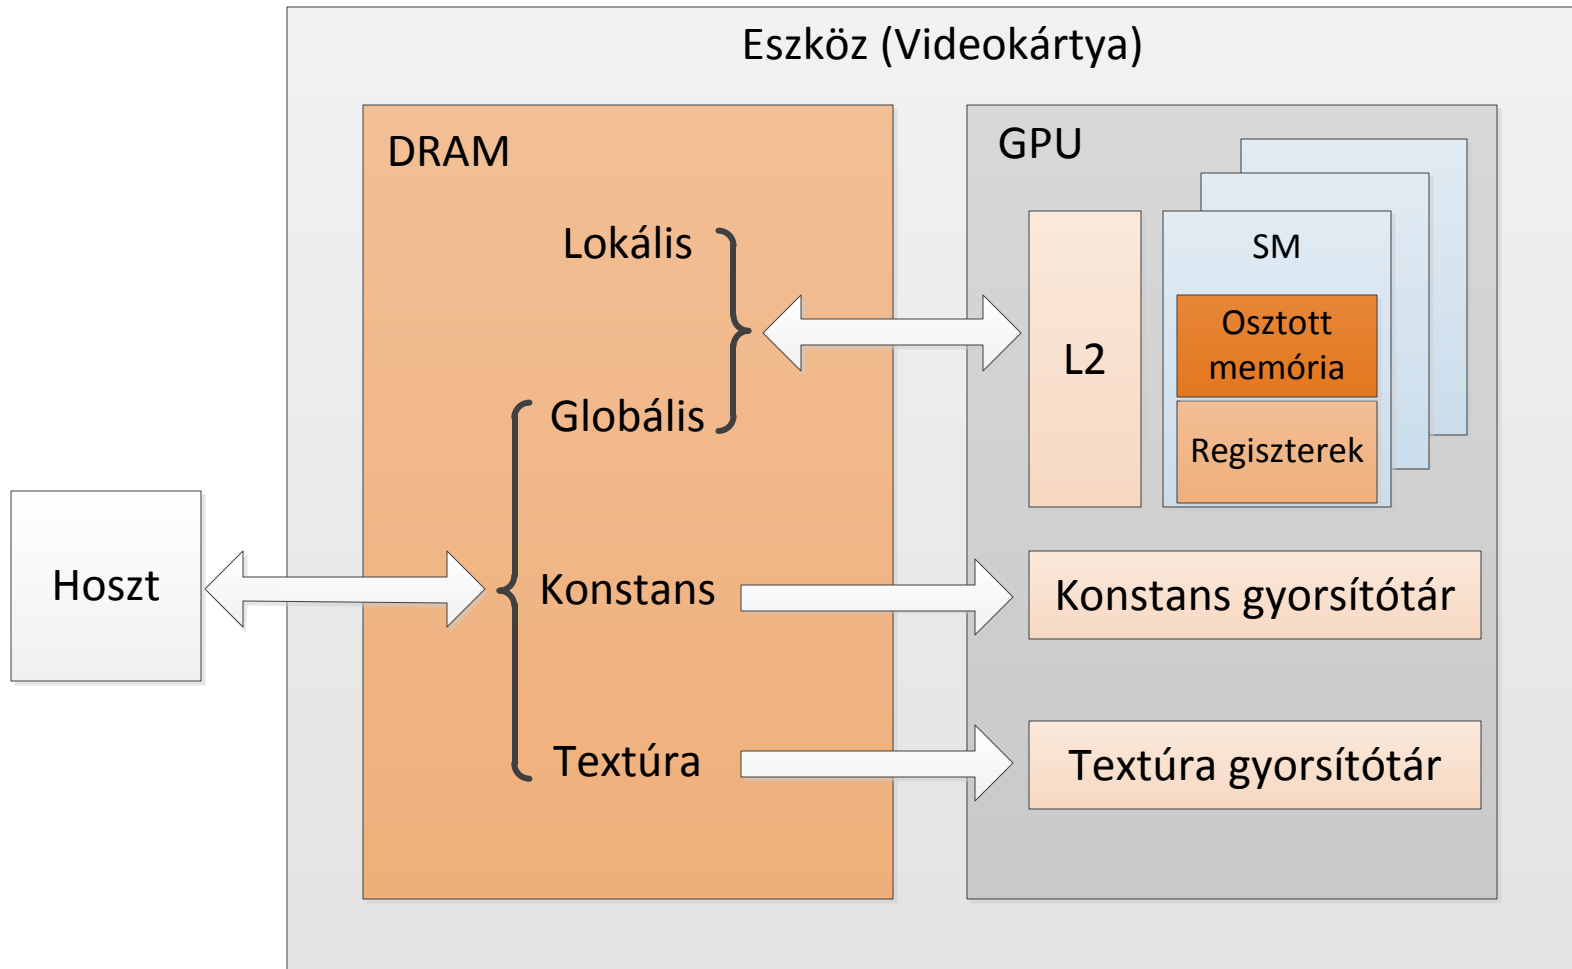 Eszköz (Videokártya)
DRAM
GPU
Lokális
SM
Osztott
memória
L2
Globális
Regiszterek
Hoszt
Konstans
Konstans gyorsítótár
Textúra
Textúra gyorsítótár